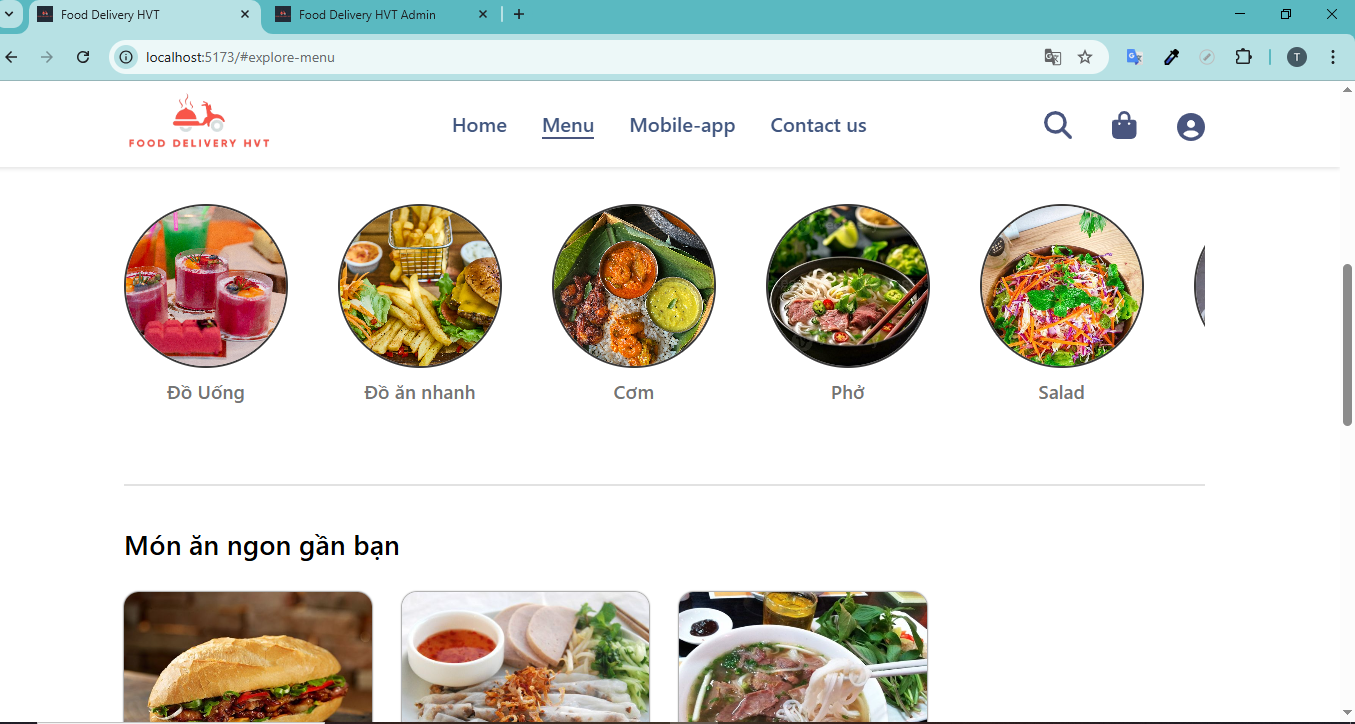 Food Delivery HVT
Food Delivery HVT Admin
localhost:5173/#explore-menu
T
FOOD DELIVERY HVT
Home
Menu
Mobile-app
Contact us
Đồ Uống
Đồ ăn nhanh
Cơm
Phở
Salad
Món ăn ngon gần bạn